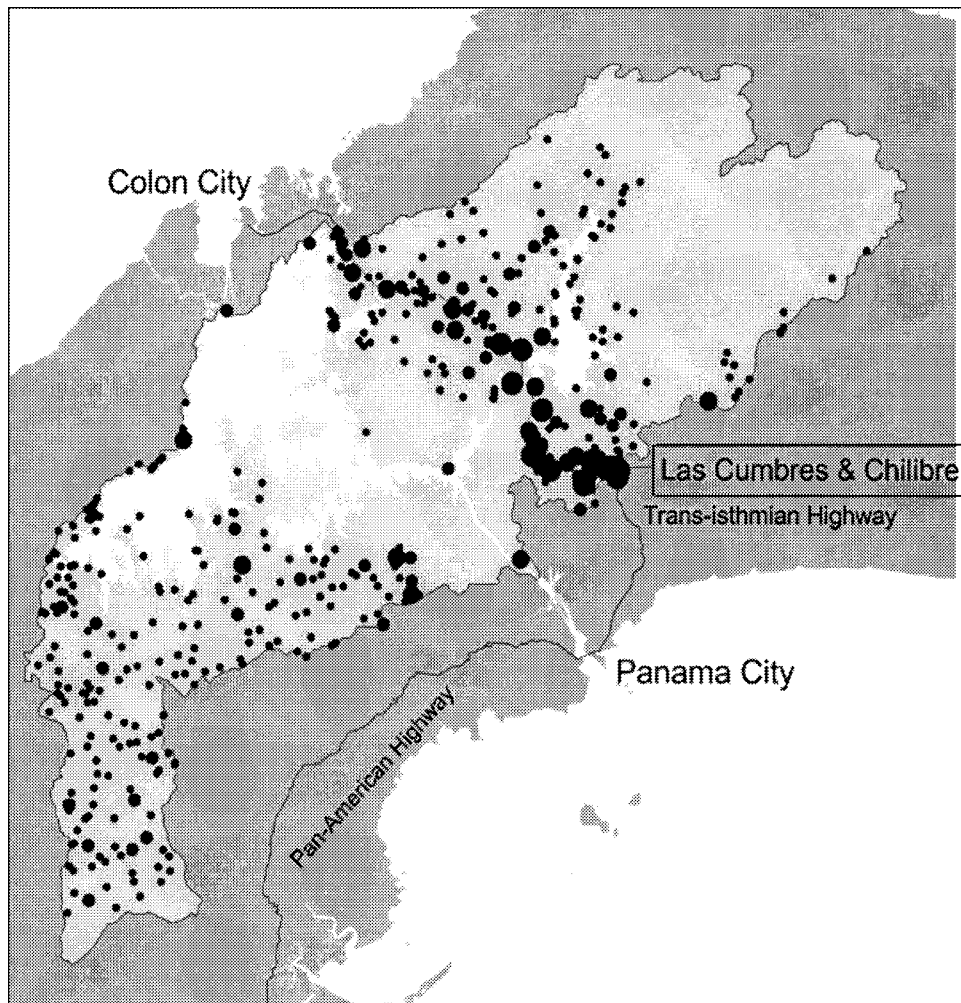 Colon City
Las Cumbres & Chilibre
Trans-isthmian Highway
Panama City
Pan-American Highway